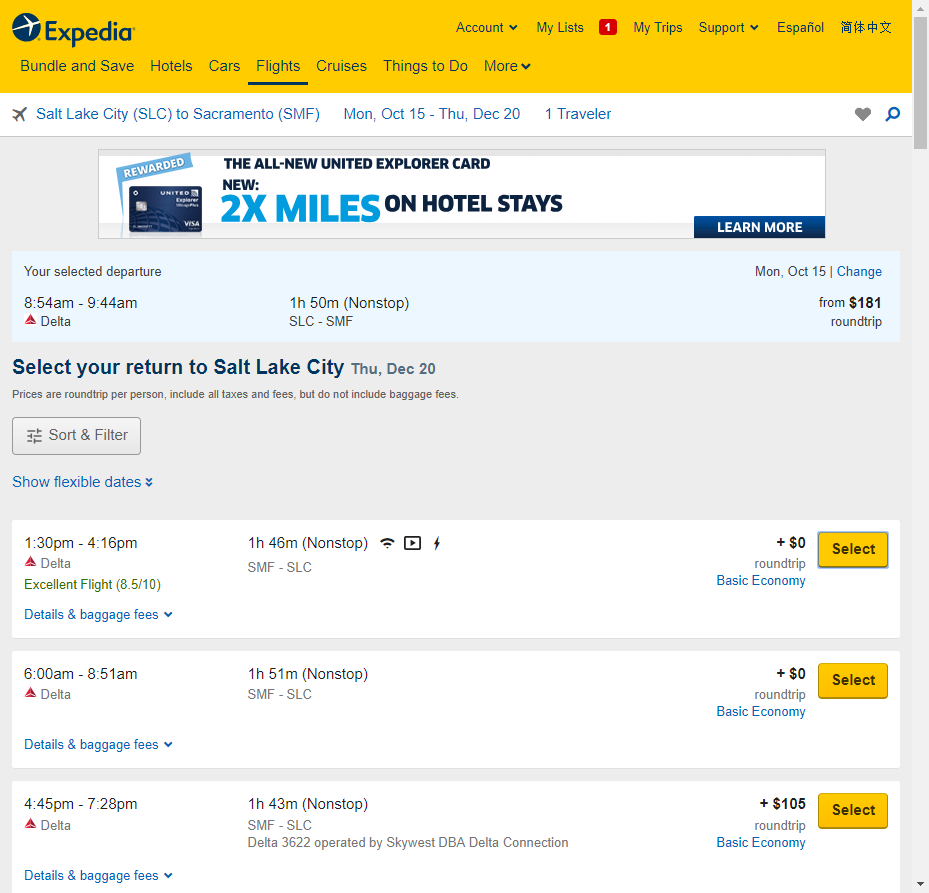 Expedia
Account My Lists 1 My Trips Support Español 简体中文
Bundle and Save Hotels Cars Flights Cruises Things to Do More
Salt Lake City (SLC) to Sacramento (SMF) Mon, Oct 15 - Thu, Dec 20 1 Traveler
REWARDED
THE ALL-NEW UNITED EXPLORER CARD
NEW:
2X MILES ON HOTEL STAYS
UNITED
Explorer
VISA
LEARN MORE
Your selected departure Mon, Oct 15 | Change
8:54am - 9:44am 1h 50m (Nonstop) from $181
Delta SLC - SMF roundtrip
Select your return to Salt Lake City Thu, Dec 20
Prices are roundtrip per person, include all taxes and fees, but do not include baggage fees.
Sort & Filter
Show flexible dates
1:30pm - 4:16pm 1h 46m (Nonstop) + $0 Select
Delta SMF - SLC roundtrip
Excellent Flight (8.5/10) Basic Economy
Details & baggage fees
6:00am - 8:51am 1h 51m (Nonstop) + $0 Select
Delta SMF - SLC roundtrip
Basic Economy
Details & baggage fees
4:45pm - 7:28pm 1h 43m (Nonstop) + $105 Select
Delta SMF - SLC roundtrip
Delta 3622 operated by Skywest DBA Delta Connection Basic Economy
Details & baggage fees